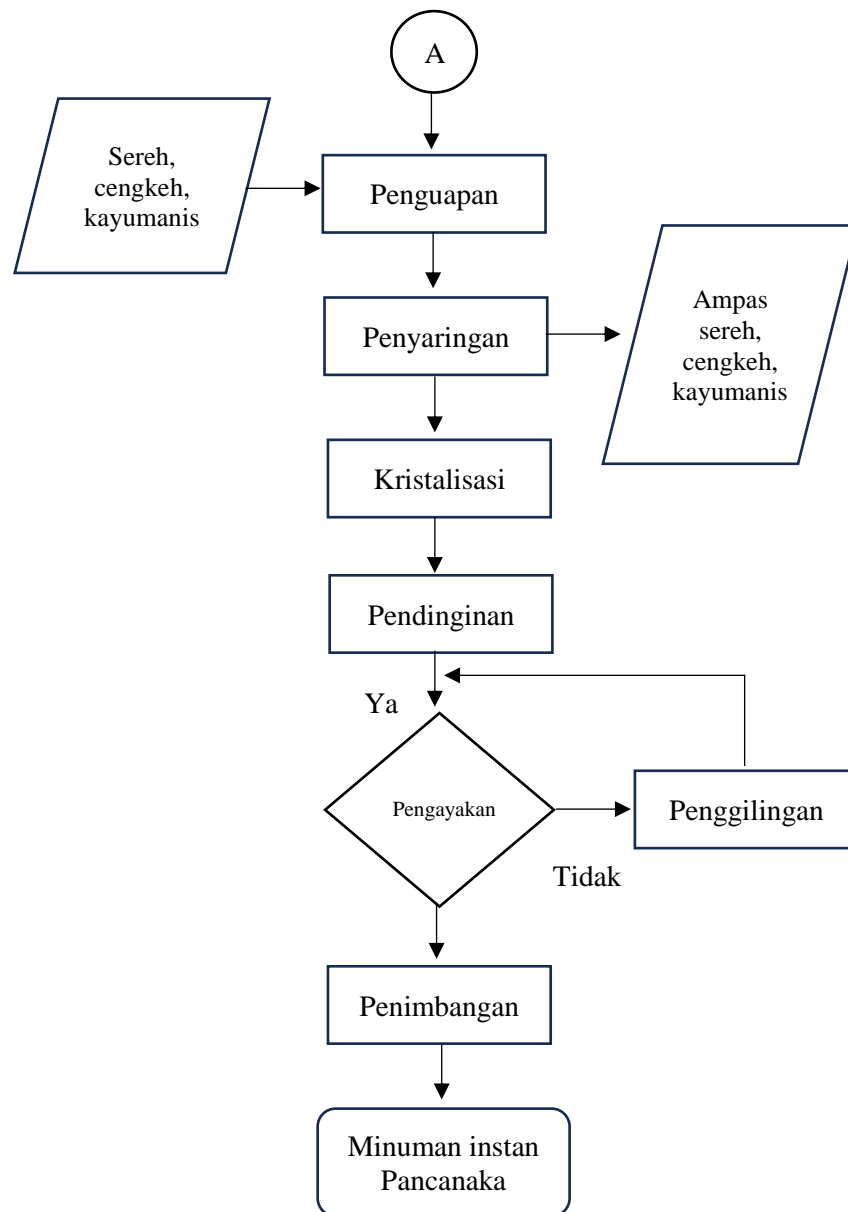 A
Sereh,
cengkeh,
kayumanis
Penguapan
Penyaringan
Ampas
sereh,
cengkeh,
kayumanis
Kristalisasi
Pendinginan
Ya
Pengayakan
Penggilingan
Tidak
Penimbangan
Minuman instan
Pancanaka